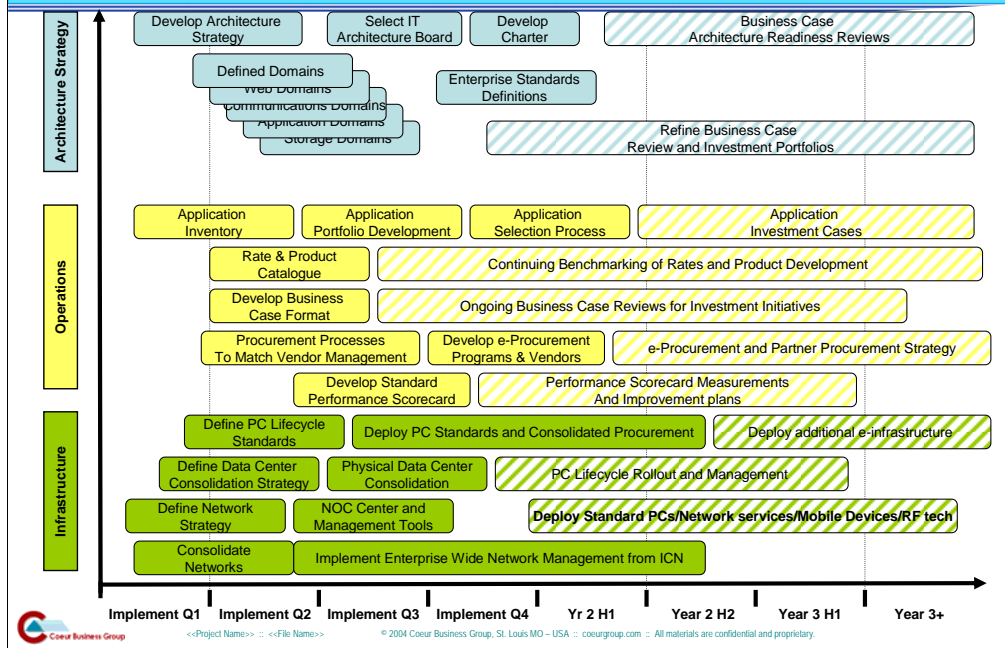 Architecture Strategy
Develop Architecture
Strategy
Select IT
Architecture Board
Develop
Charter
Business Case
Architecture Readiness Reviews
Defined Domains
Web Domains
Communications Domains
Application Domains
Storage Domains
Enterprise Standards
Definitions
Refine Business Case
Review and Investment Portfolios
Operations
Application
Inventory
Application
Portfolio Development
Application
Selection Process
Application
Investment Cases
Rate & Product
Catalogue
Continuing Benchmarking of Rates and Product Development
Develop Business
Case Format
Ongoing Business Case Reviews for Investment Initiatives
Procurement Processes
To Match Vendor Management
Develop e-Procurement
Programs & Vendors
e-Procurement and Partner Procurement Strategy
Develop Standard
Performance Scorecard
Performance Scorecard Measurements
And Improvement plans
Infrastructure
Define PC Lifecycle
Standards
Deploy PC Standards and Consolidated Procurement
Deploy additional e-infrastructure
Define Data Center
Consolidation Strategy
Physical Data Center
Consolidation
PC Lifecycle Rollout and Management
Define Network
Strategy
NOC Center and
Management Tools
Deploy Standard PCs/Network services/Mobile Devices/RF tech
Consolidate
Networks
Implement Enterprise Wide Network Management from ICN
Implement Q1
Implement Q2
Implement Q3
Implement Q4
Yr 2 H1
Year 2 H2
Year 3 H1
Year 3+
Coeur Business Group
<<Project Name>> :: <<File Name>>
© 2004 Coeur Business Group, St. Louis MO – USA :: coeurgroup.com :: All materials are confidential and proprietary.